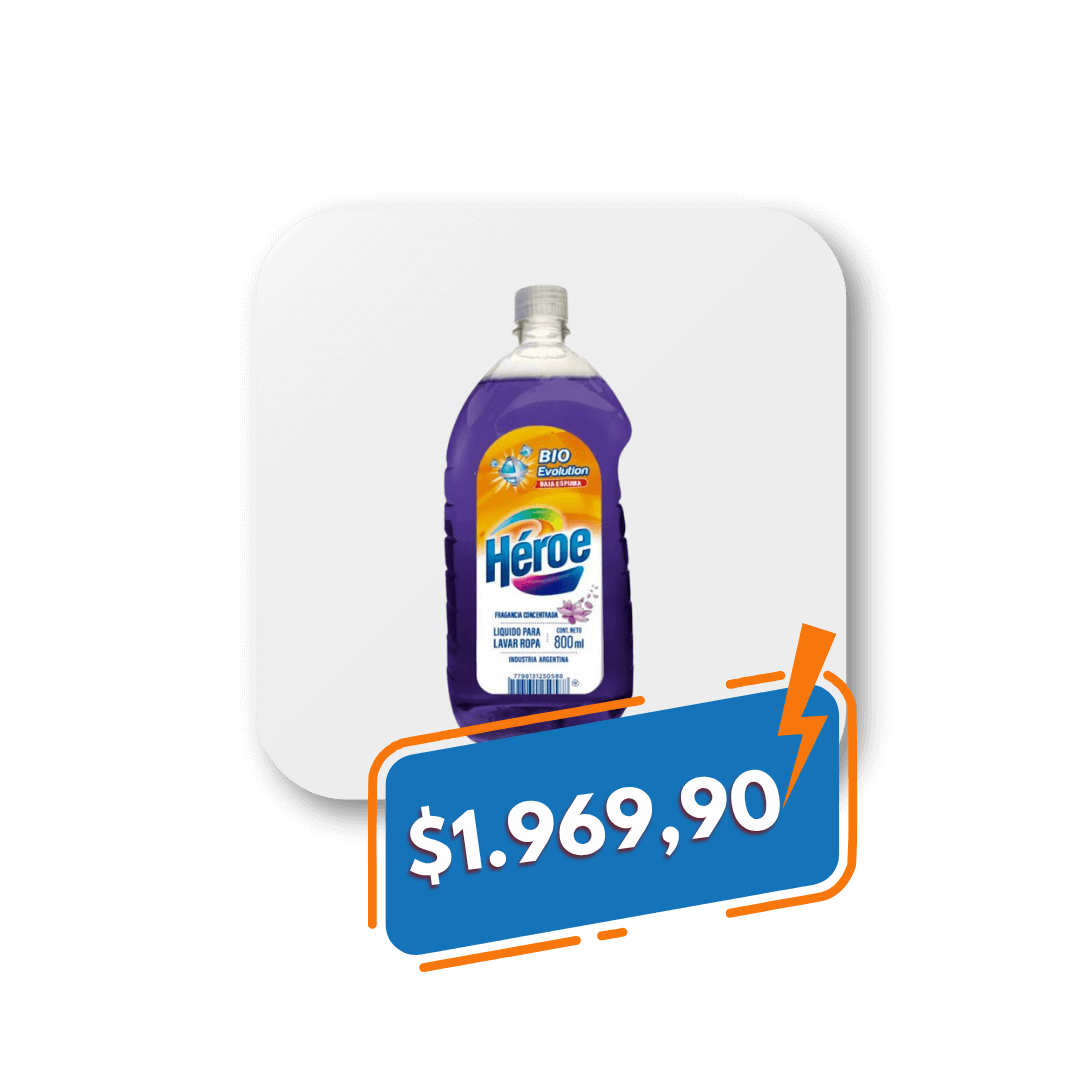 BIO
Evolution
BAJA ESPUMA
Héroe
FRAGANCIA CONCENTRADA
LIQUIDO PARA
LAVAR ROPA
CONT. NETO
800 ml
INDUSTRIA ARGENTINA
7798131250588
$1.969,90